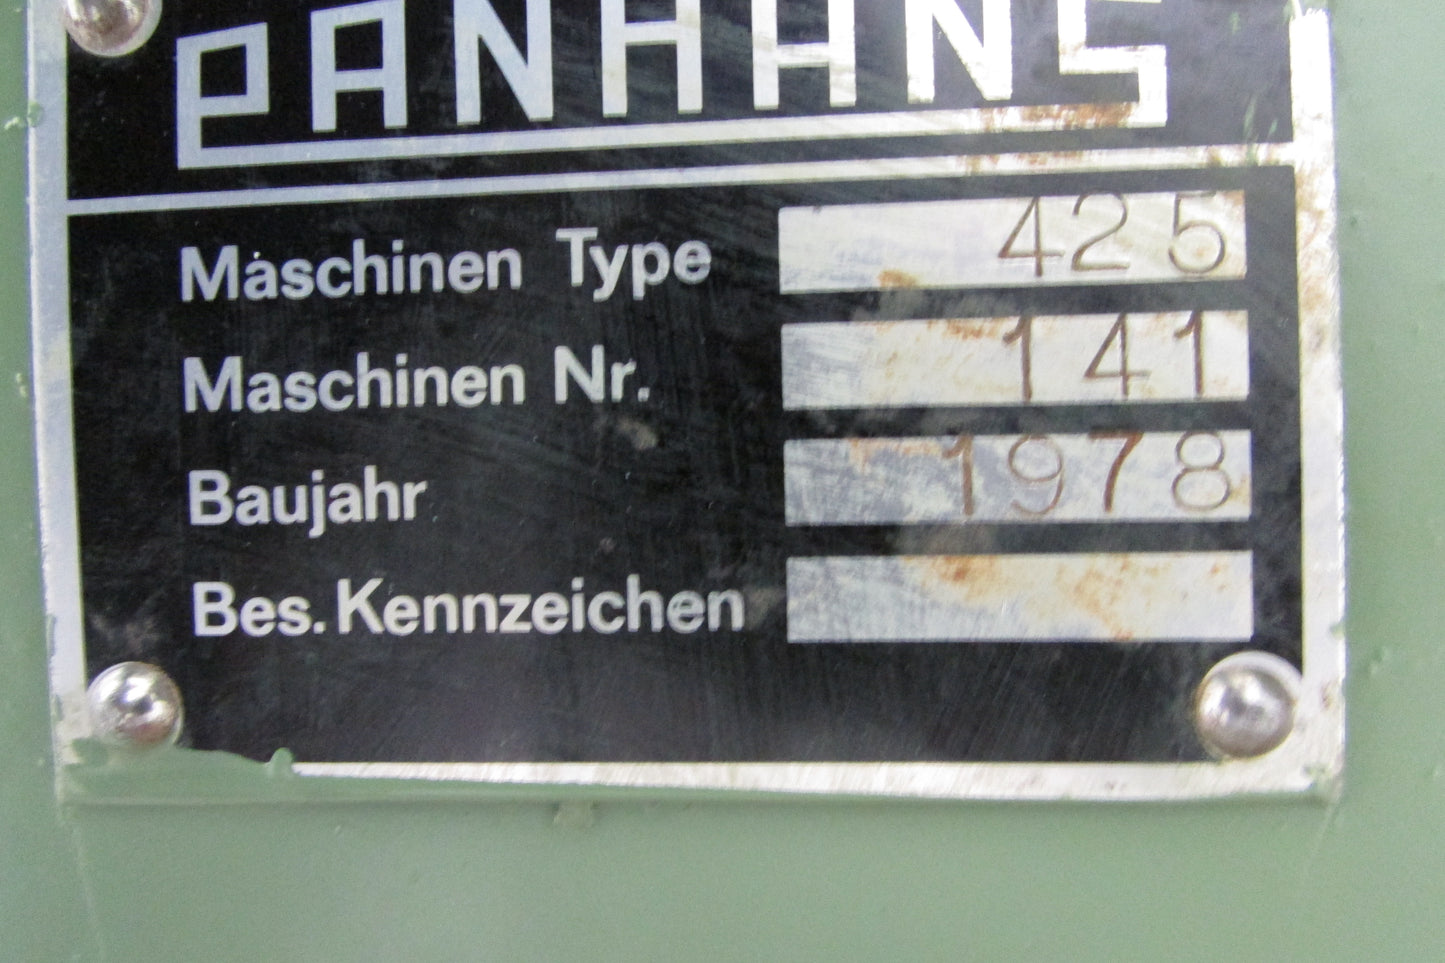 PANHANS
Maschinen Type 425
Maschinen Nr. 141
Baujahr 1978
Bes. Kennzeichen